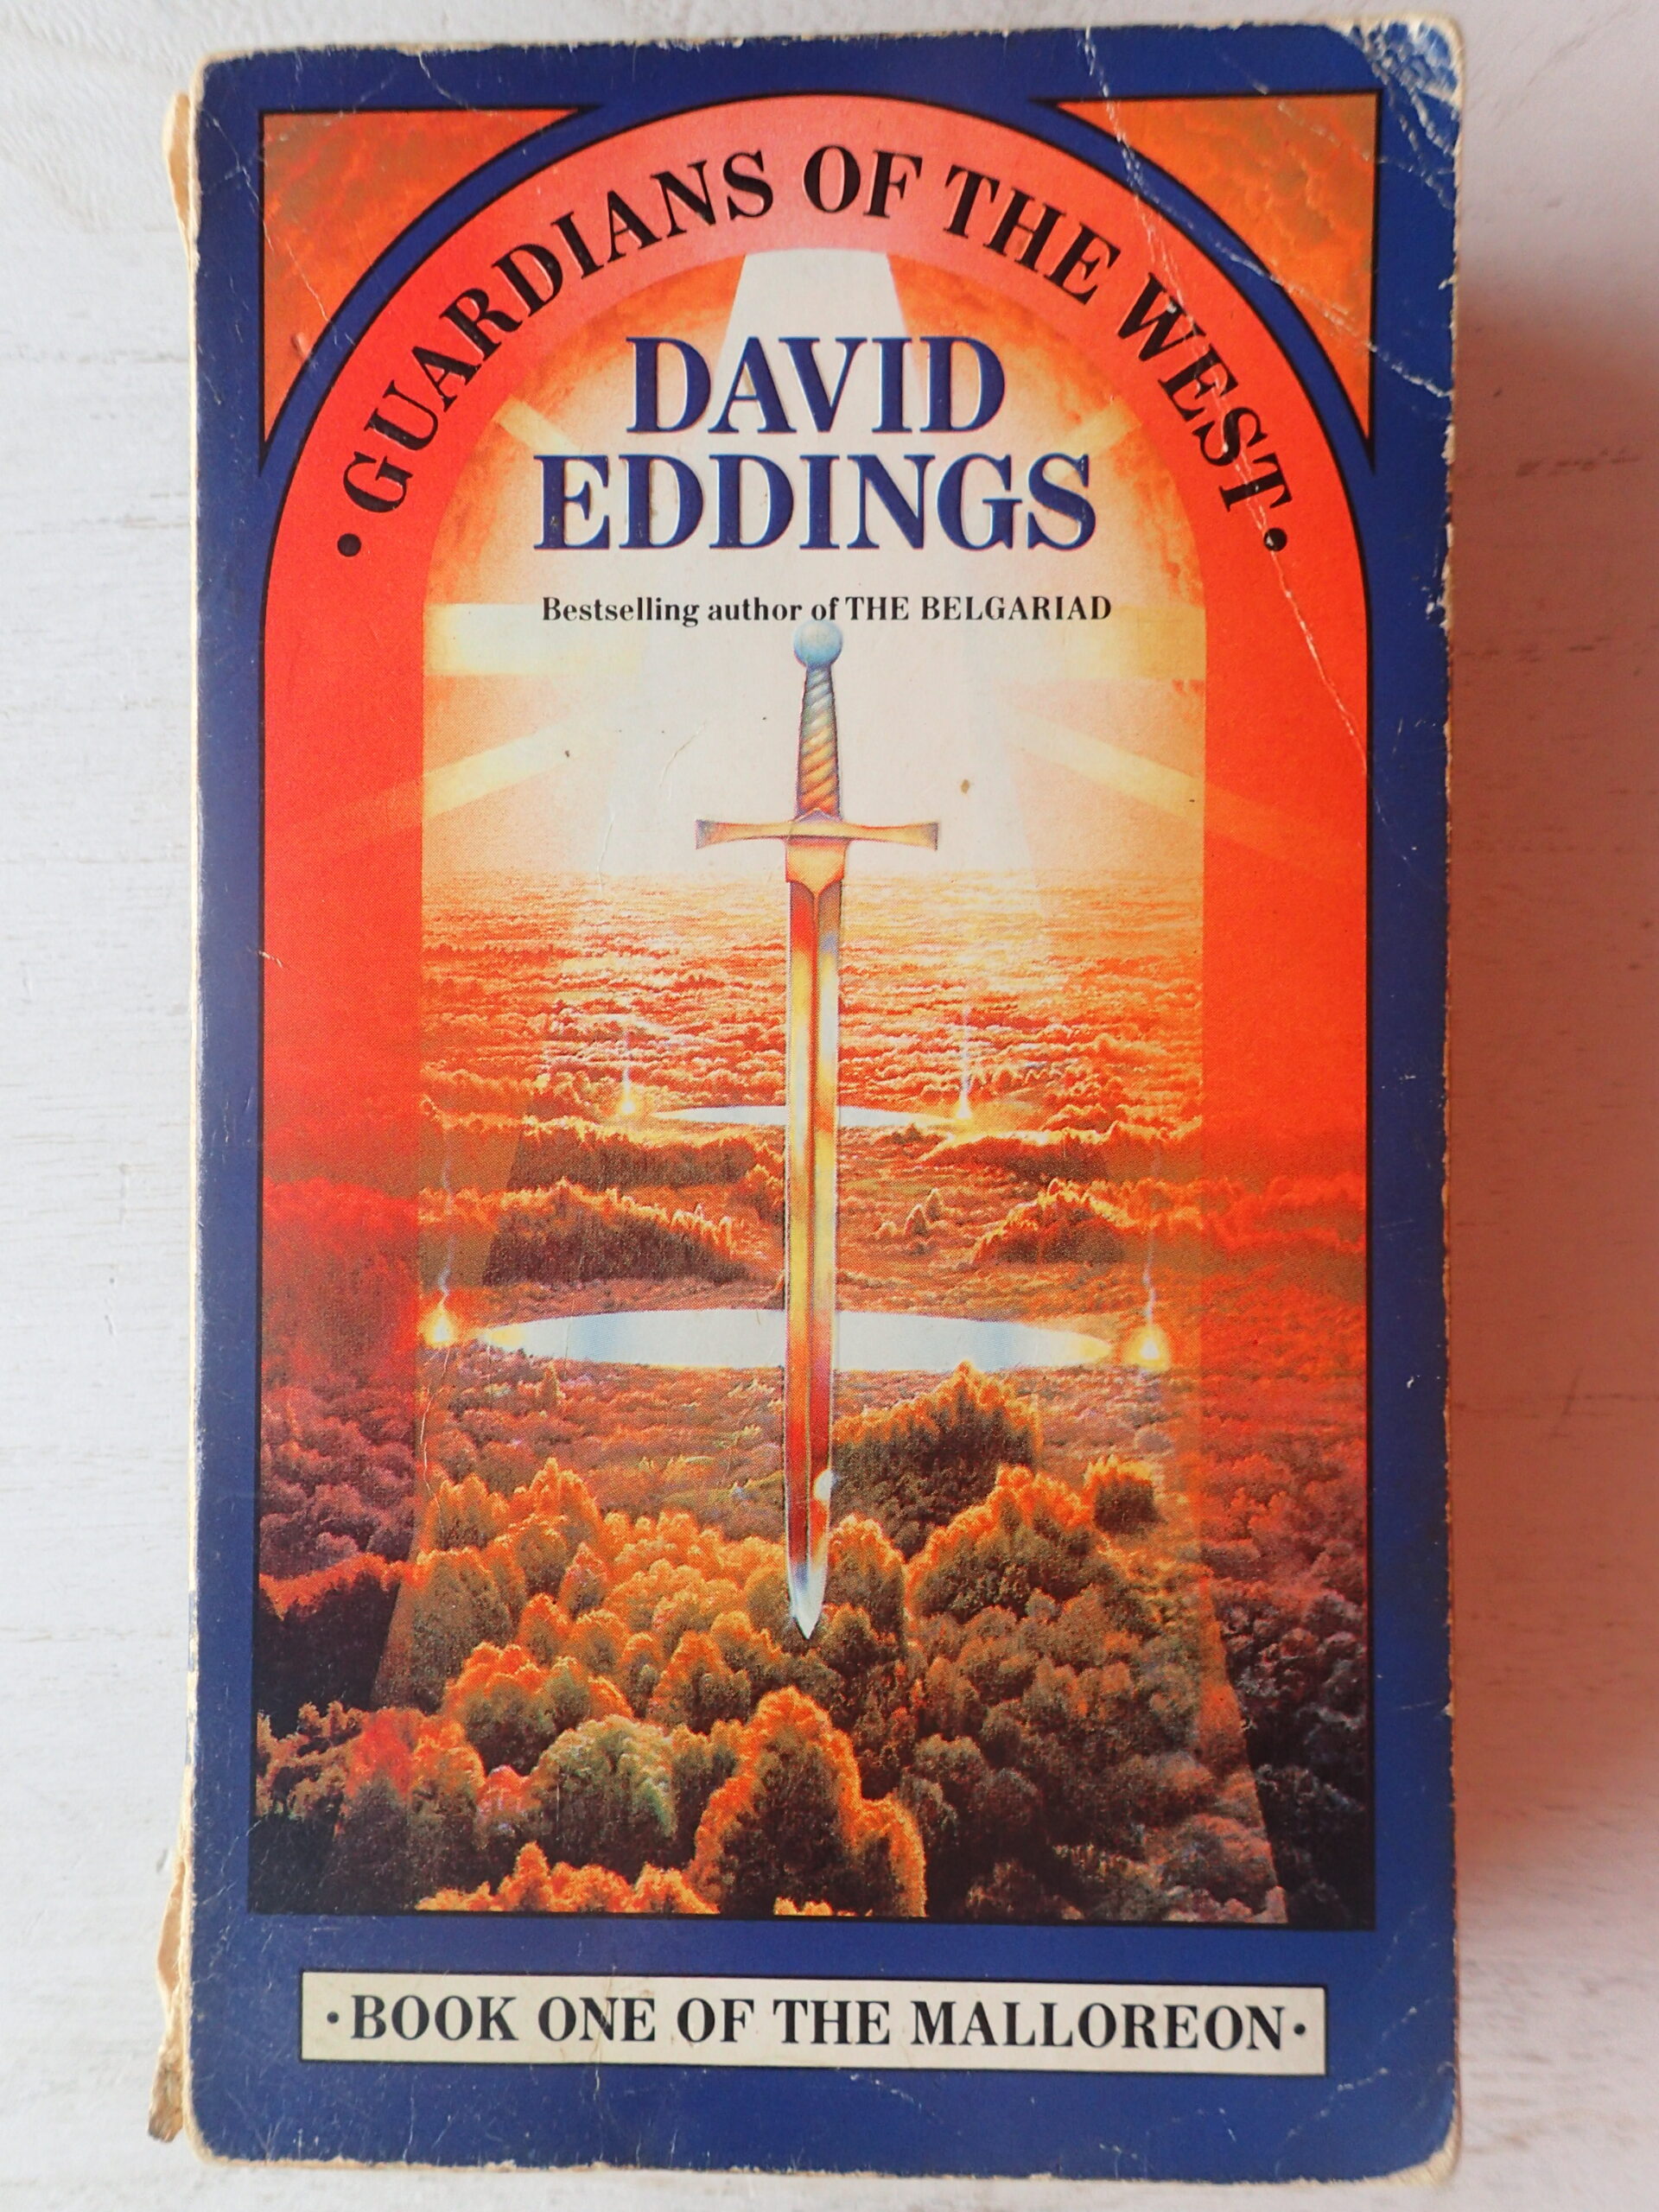 • GUARDIANS OF THE WEST •
DAVID
EDDINGS
Bestselling author of THE BELGARIAD
• BOOK ONE OF THE MALLOREON •